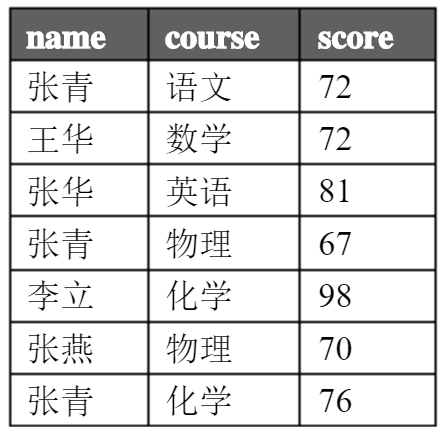 name course score
张青 语文 72
王华 数学 72
张华 英语 81
张青 物理 67
李立 化学 98
张燕 物理 70
张青 化学 76